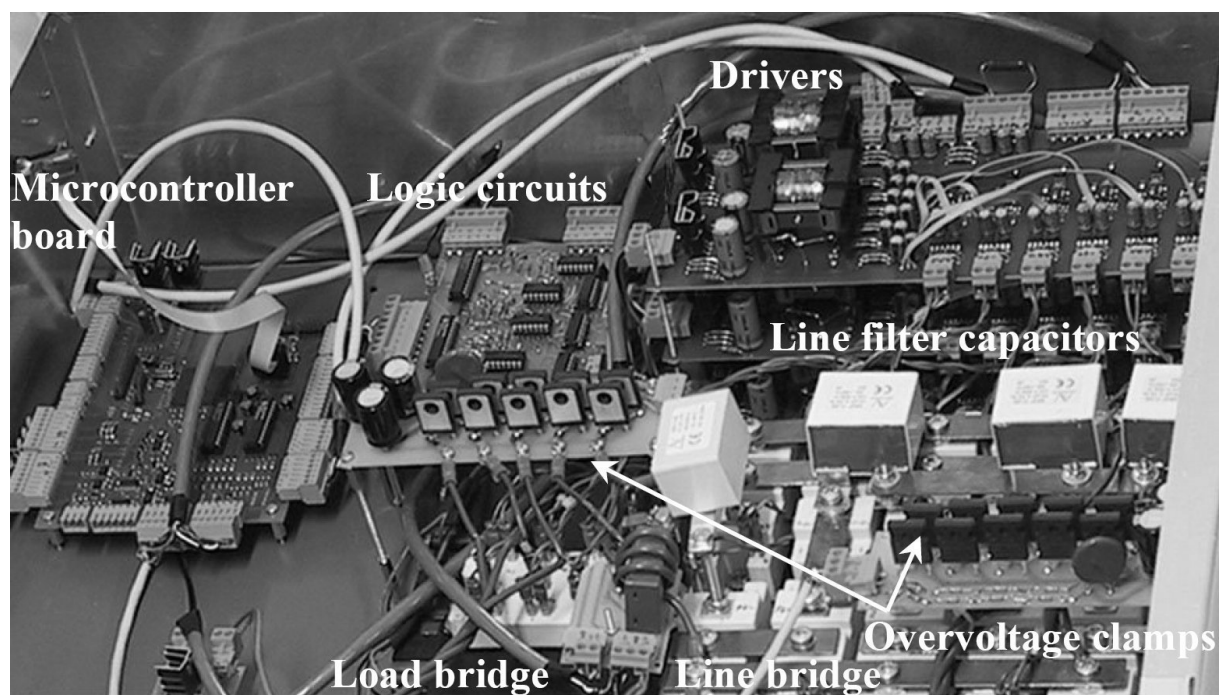 Drivers
Microcontroller
board
Logic circuits
Line filter capacitors
Overvoltage clamps
Load bridge
Line bridge